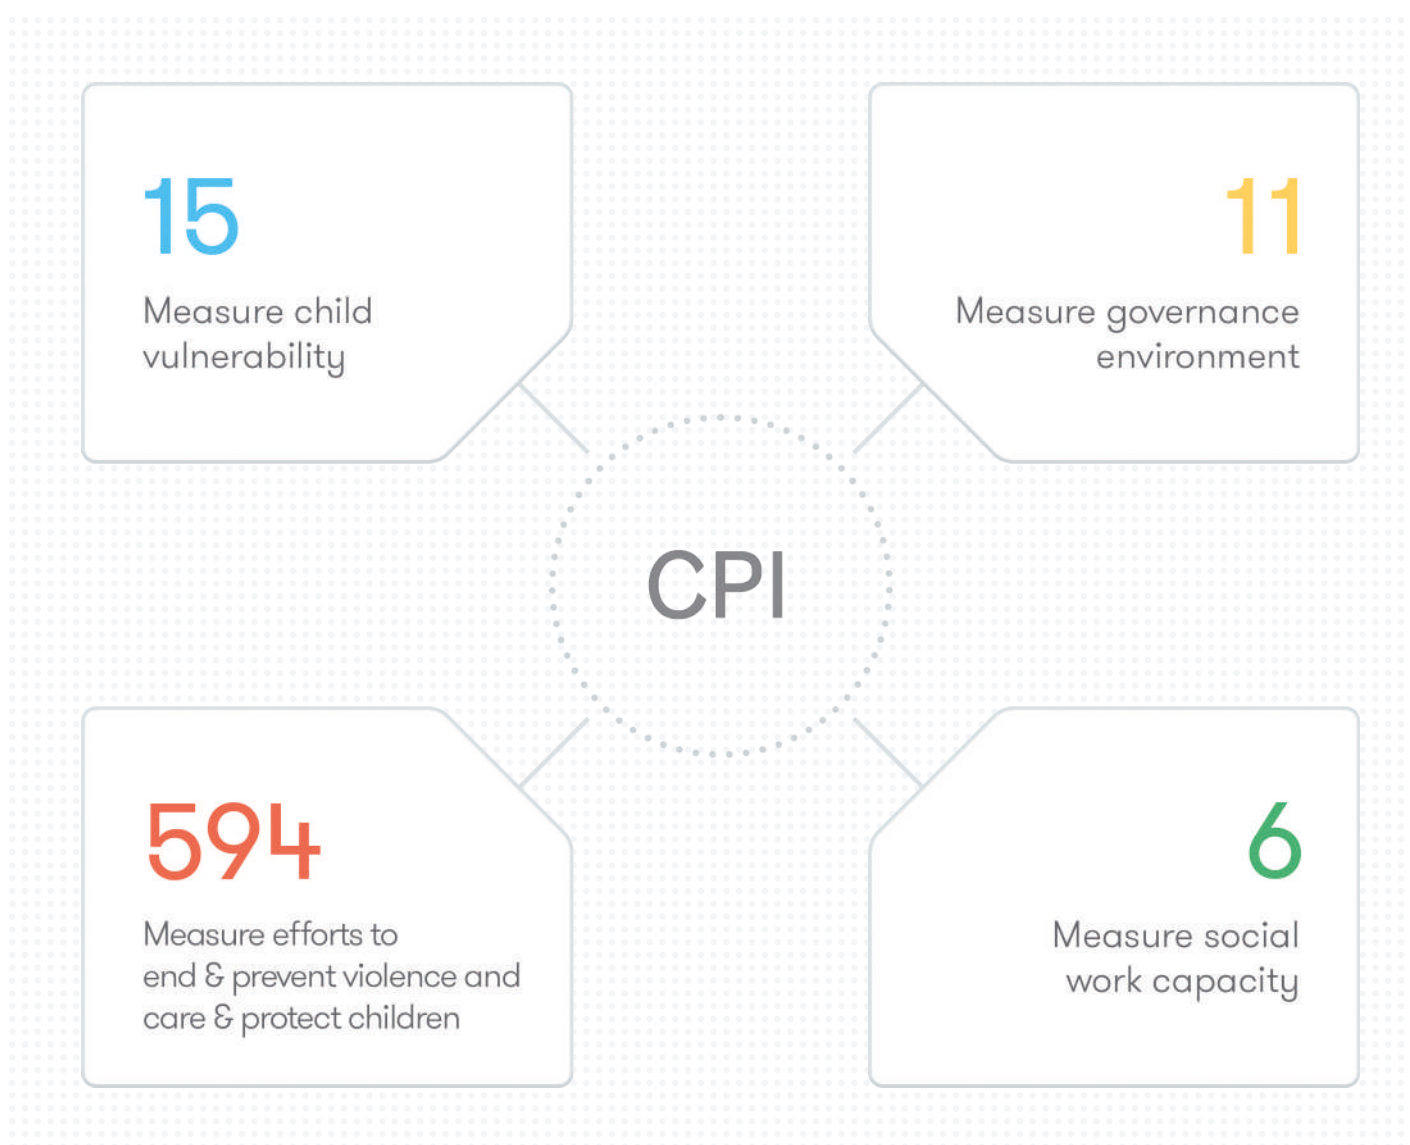 15
Measure child
vulnerability
11
Measure governance
environment
CPI
594
Measure efforts to
end & prevent violence and
care & protect children
6
Measure social
work capacity